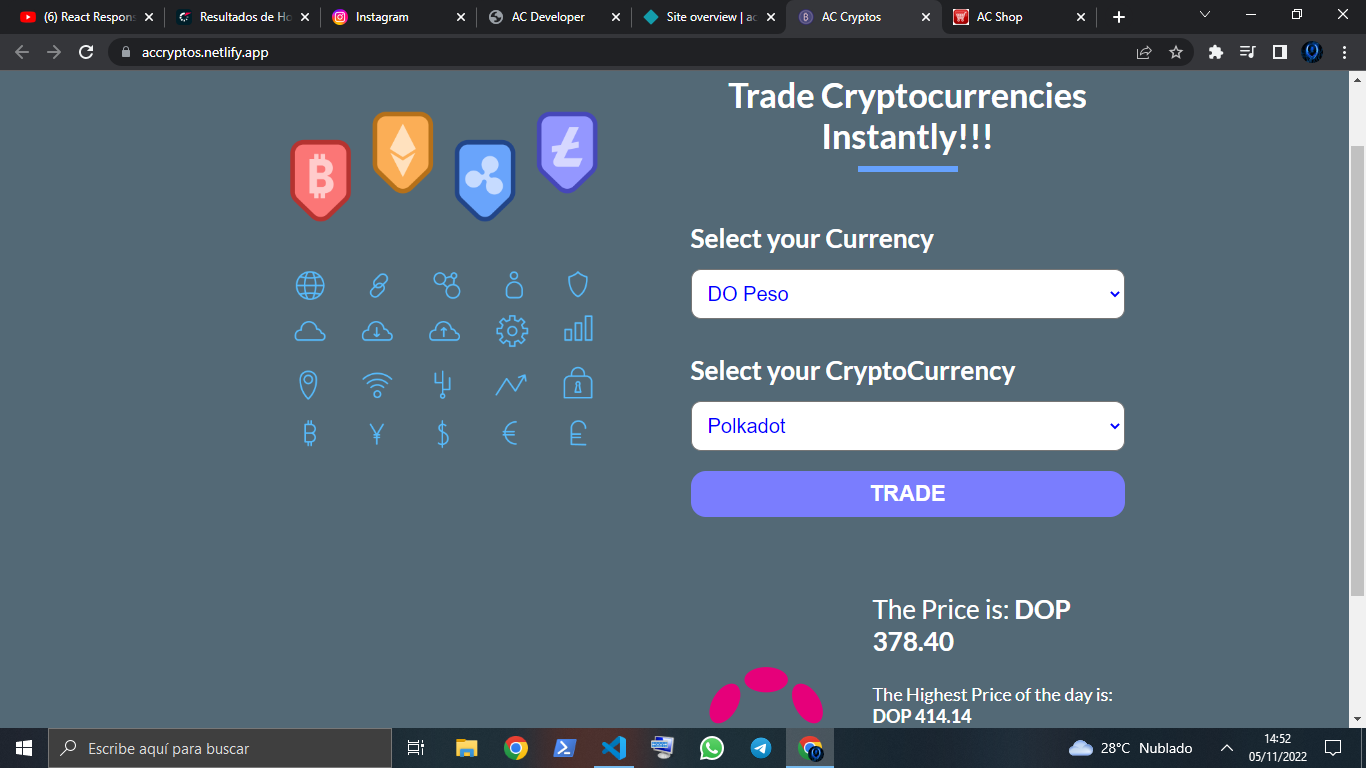 (6) React Respons
Resultados de Ho
Instagram
AC Developer
Site overview | ac
AC Cryptos
AC Shop
accryptos.netlify.app
Trade Cryptocurrencies
Instantly!!!
Select your Currency
DO Peso
Select your CryptoCurrency
Polkadot
TRADE
The Price is: DOP
378.40
The Highest Price of the day is:
DOP 414.14
Escribe aquí para buscar
28°C Nublado
14:52
05/11/2022